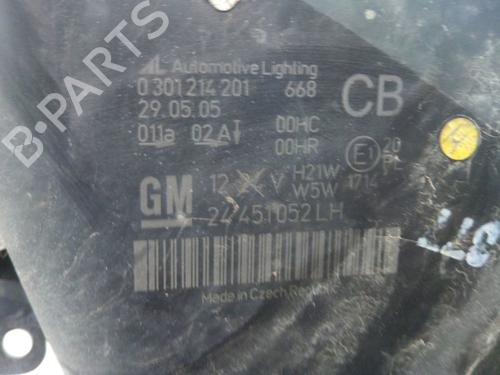 AL Automotive Lighting
0 301 214 201 668 CB
29.05.05
011a 02A 00HC
00HR E1 20
PL
GM 12 V H21W 1714
W5W
24451052 LH
Made in Czech Republic
B-PARTS